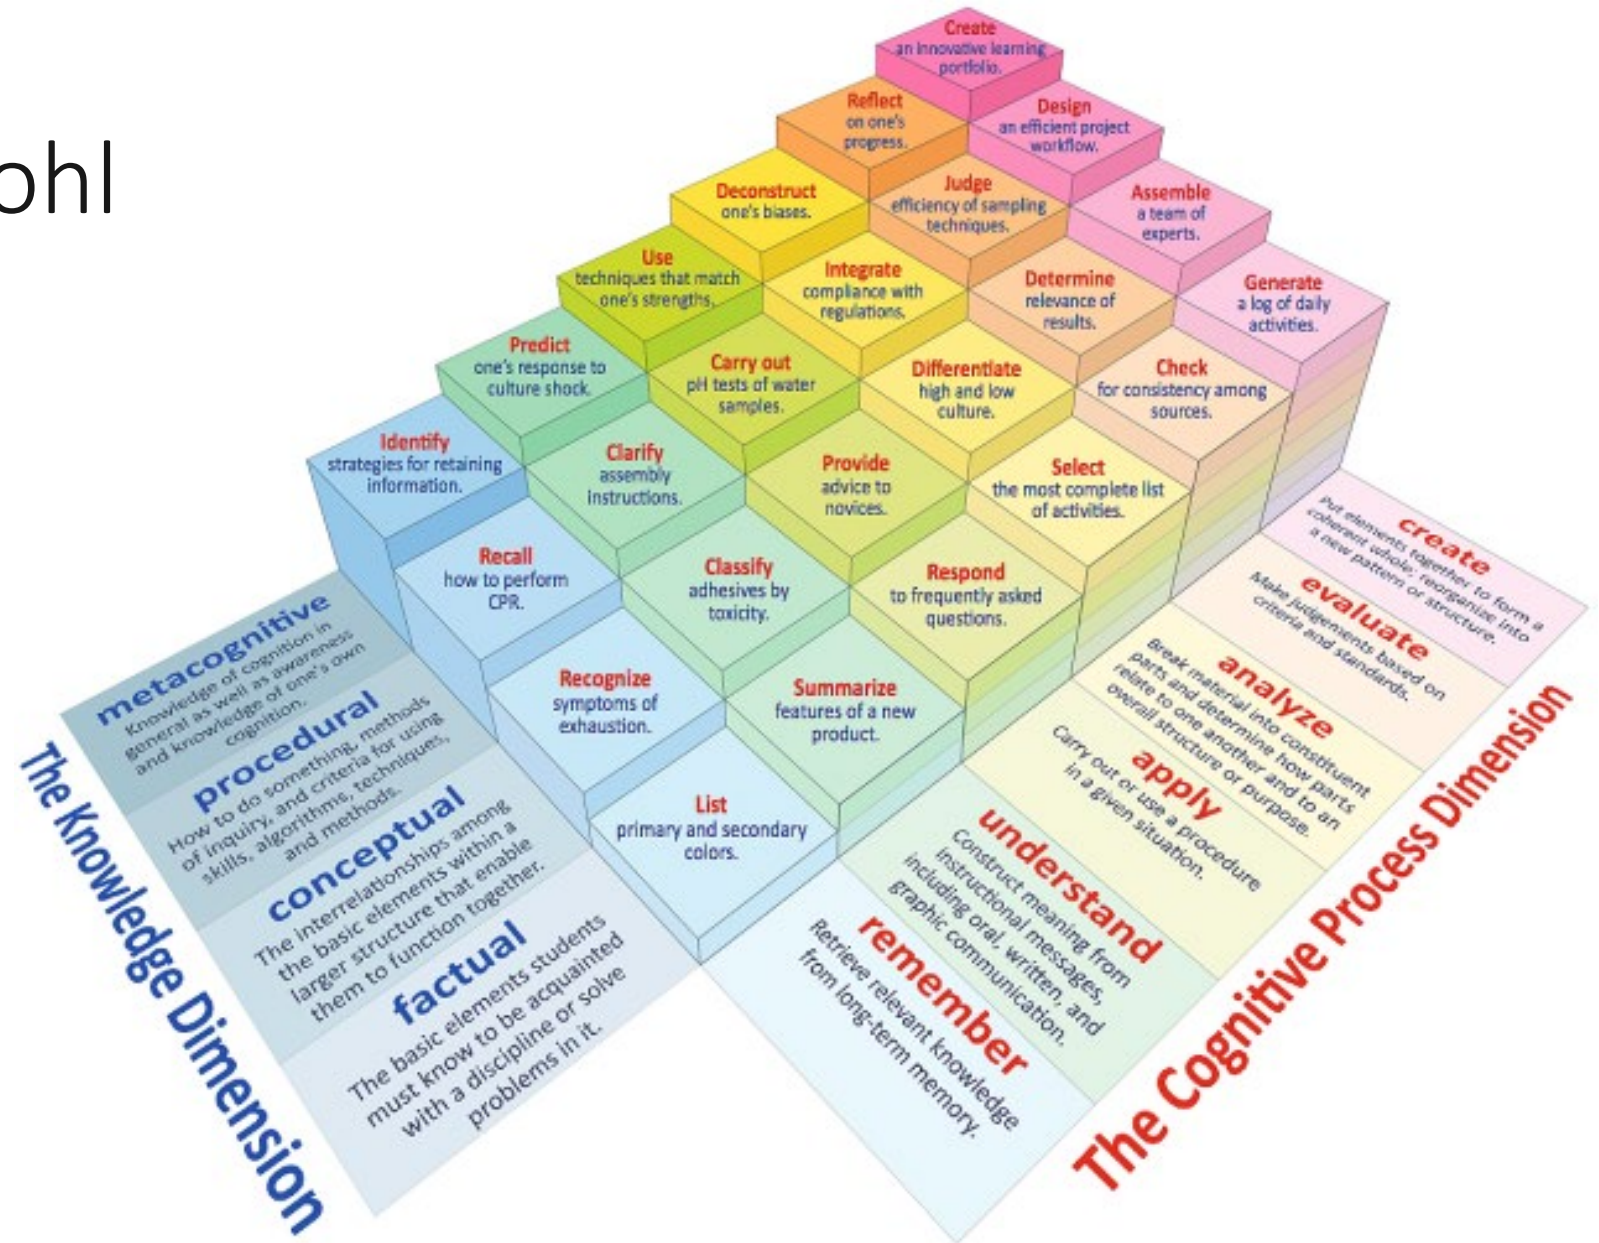 ohl
Create
an innovative learning
portfolio.
Reflect
on one's
progress.
Design
an efficient project
workflow.
Deconstruct
one's biases.
Judge
efficiency of sampling
techniques.
Assemble
a team of
experts.
Use
techniques that match
one's strengths.
Integrate
compliance with
regulations.
Determine
relevance of
results.
Generate
a log of daily
activities.
Predict
one's response to
culture shock.
Carry out
pH tests of water
samples.
Differentiate
high and low
culture.
Check
for consistency among
sources.
Identify
strategies for retaining
information.
Clarify
assembly
instructions.
Provide
advice to
novices.
Select
the most complete list
of activities.
Recall
how to perform
CPR.
Classify
adhesives by
toxicity.
Respond
to frequently asked
questions.
Recognize
symptoms of
exhaustion.
Summarize
features of a new
product.
List
primary and secondary
colors.
metacognitive
Knowledge of cognition in
general as well as awareness
and knowledge of one's own
cognition.
procedural
How to do something, methods
of inquiry, and criteria for using
skills, algorithms, techniques,
and methods.
conceptual
The interrelationships among
the basic elements within a
larger structure that enable
them to function together.
factual
The basic elements students
must know to be acquainted
with a discipline or solve
problems in it.
The Knowledge Dimension
create
Put elements together to form a
coherent whole; reorganize into
a new pattern or structure.
evaluate
Make judgements based on
criteria and standards.
analyze
Break material into constituent
parts and determine how parts
relate to one another and to an
overall structure or purpose.
apply
Carry out or use a procedure
in a given situation.
understand
Construct meaning from
instructional messages,
including oral, written, and
graphic communication.
remember
Retrieve relevant knowledge
from long-term memory.
The Cognitive Process Dimension